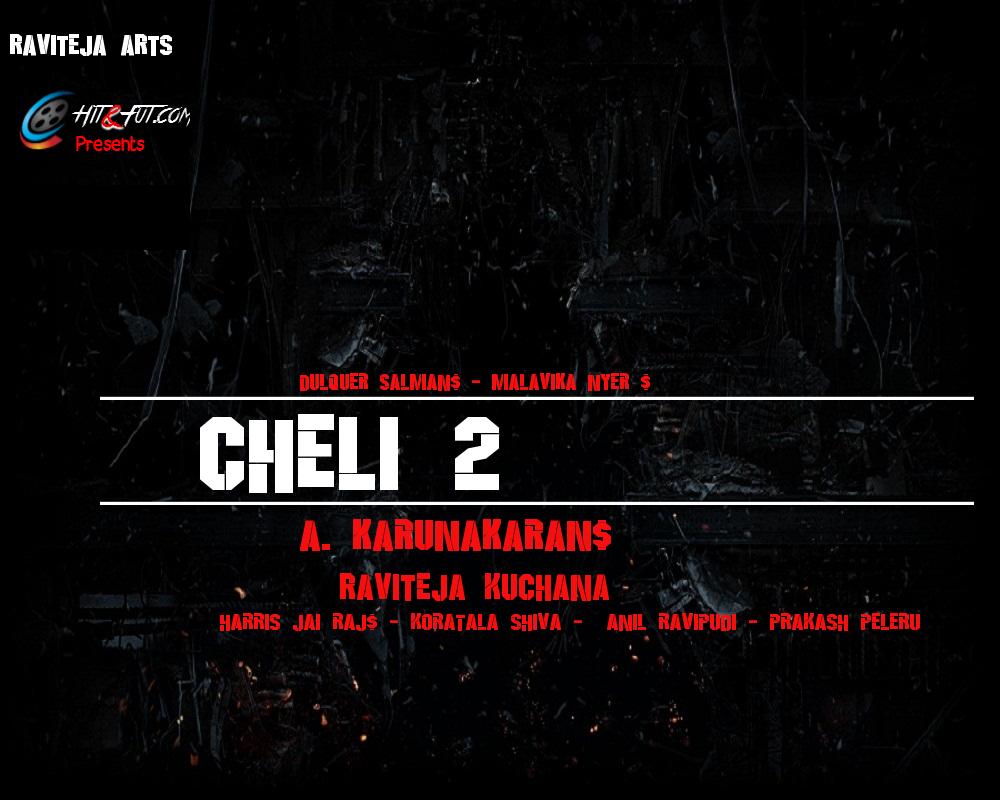 RAVITEJA ARTS
HIT&FUT.COM
Presents
DULQUER SALMAN$ - MALAVIKA NYER $
CHELI 2
A. KARUNAKARAN$
RAVITEJA KUCHANA
HARRIS JAI RAJ$ - KORATALA SHIVA - ANIL RAVIPUDI - PRAKASH PELERU